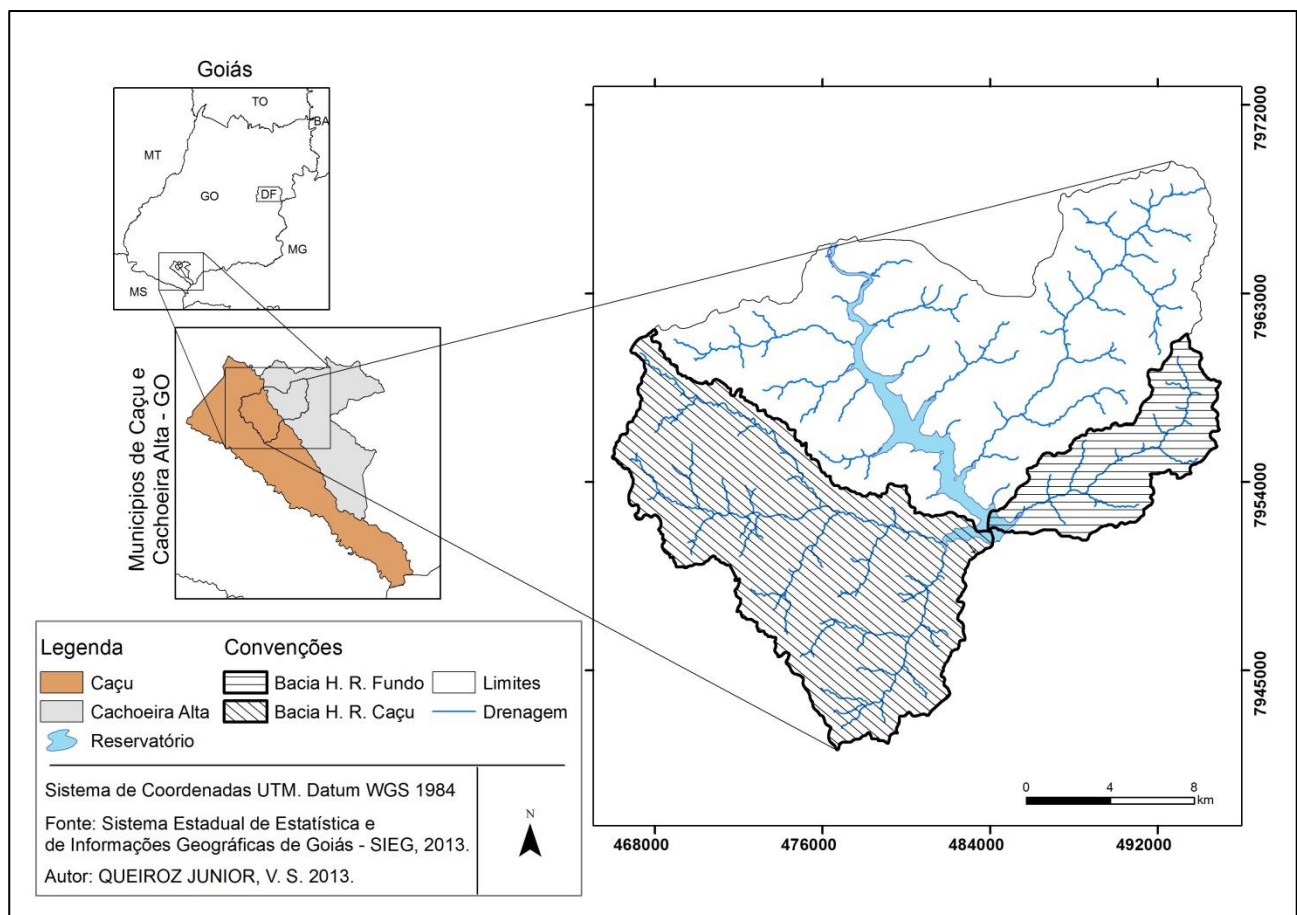 Goiás
TO
BA
MT
GO
DF
MG
MS
Municípios de Caçu e
Cachoeira Alta - GO
7972000
7963000
7954000
7945000
468000
476000
484000
492000
0
4
8
km
Legenda
Convenções
Caçu
Bacia H. R. Fundo
Limites
Cachoeira Alta
Bacia H. R. Caçu
Drenagem
Reservatório
Sistema de Coordenadas UTM. Datum WGS 1984
Fonte: Sistema Estadual de Estatística e
de Informações Geográficas de Goiás - SIEG, 2013.
Autor: QUEIROZ JUNIOR, V. S. 2013.
N